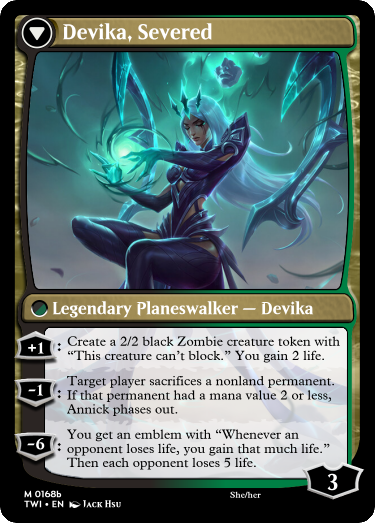 Devika, Severed
Legendary Planeswalker — Devika
+1: Create a 2/2 black Zombie creature token with
“This creature can’t block.” You gain 2 life.
-1: Target player sacrifices a nonland permanent.
If that permanent had a mana value 2 or less,
Annick phases out.
-6: You get an emblem with “Whenever an
opponent loses life, you gain that much life.”
Then each opponent loses 5 life.
3
M 0168b
She/her
TWI • EN Jack Hsu